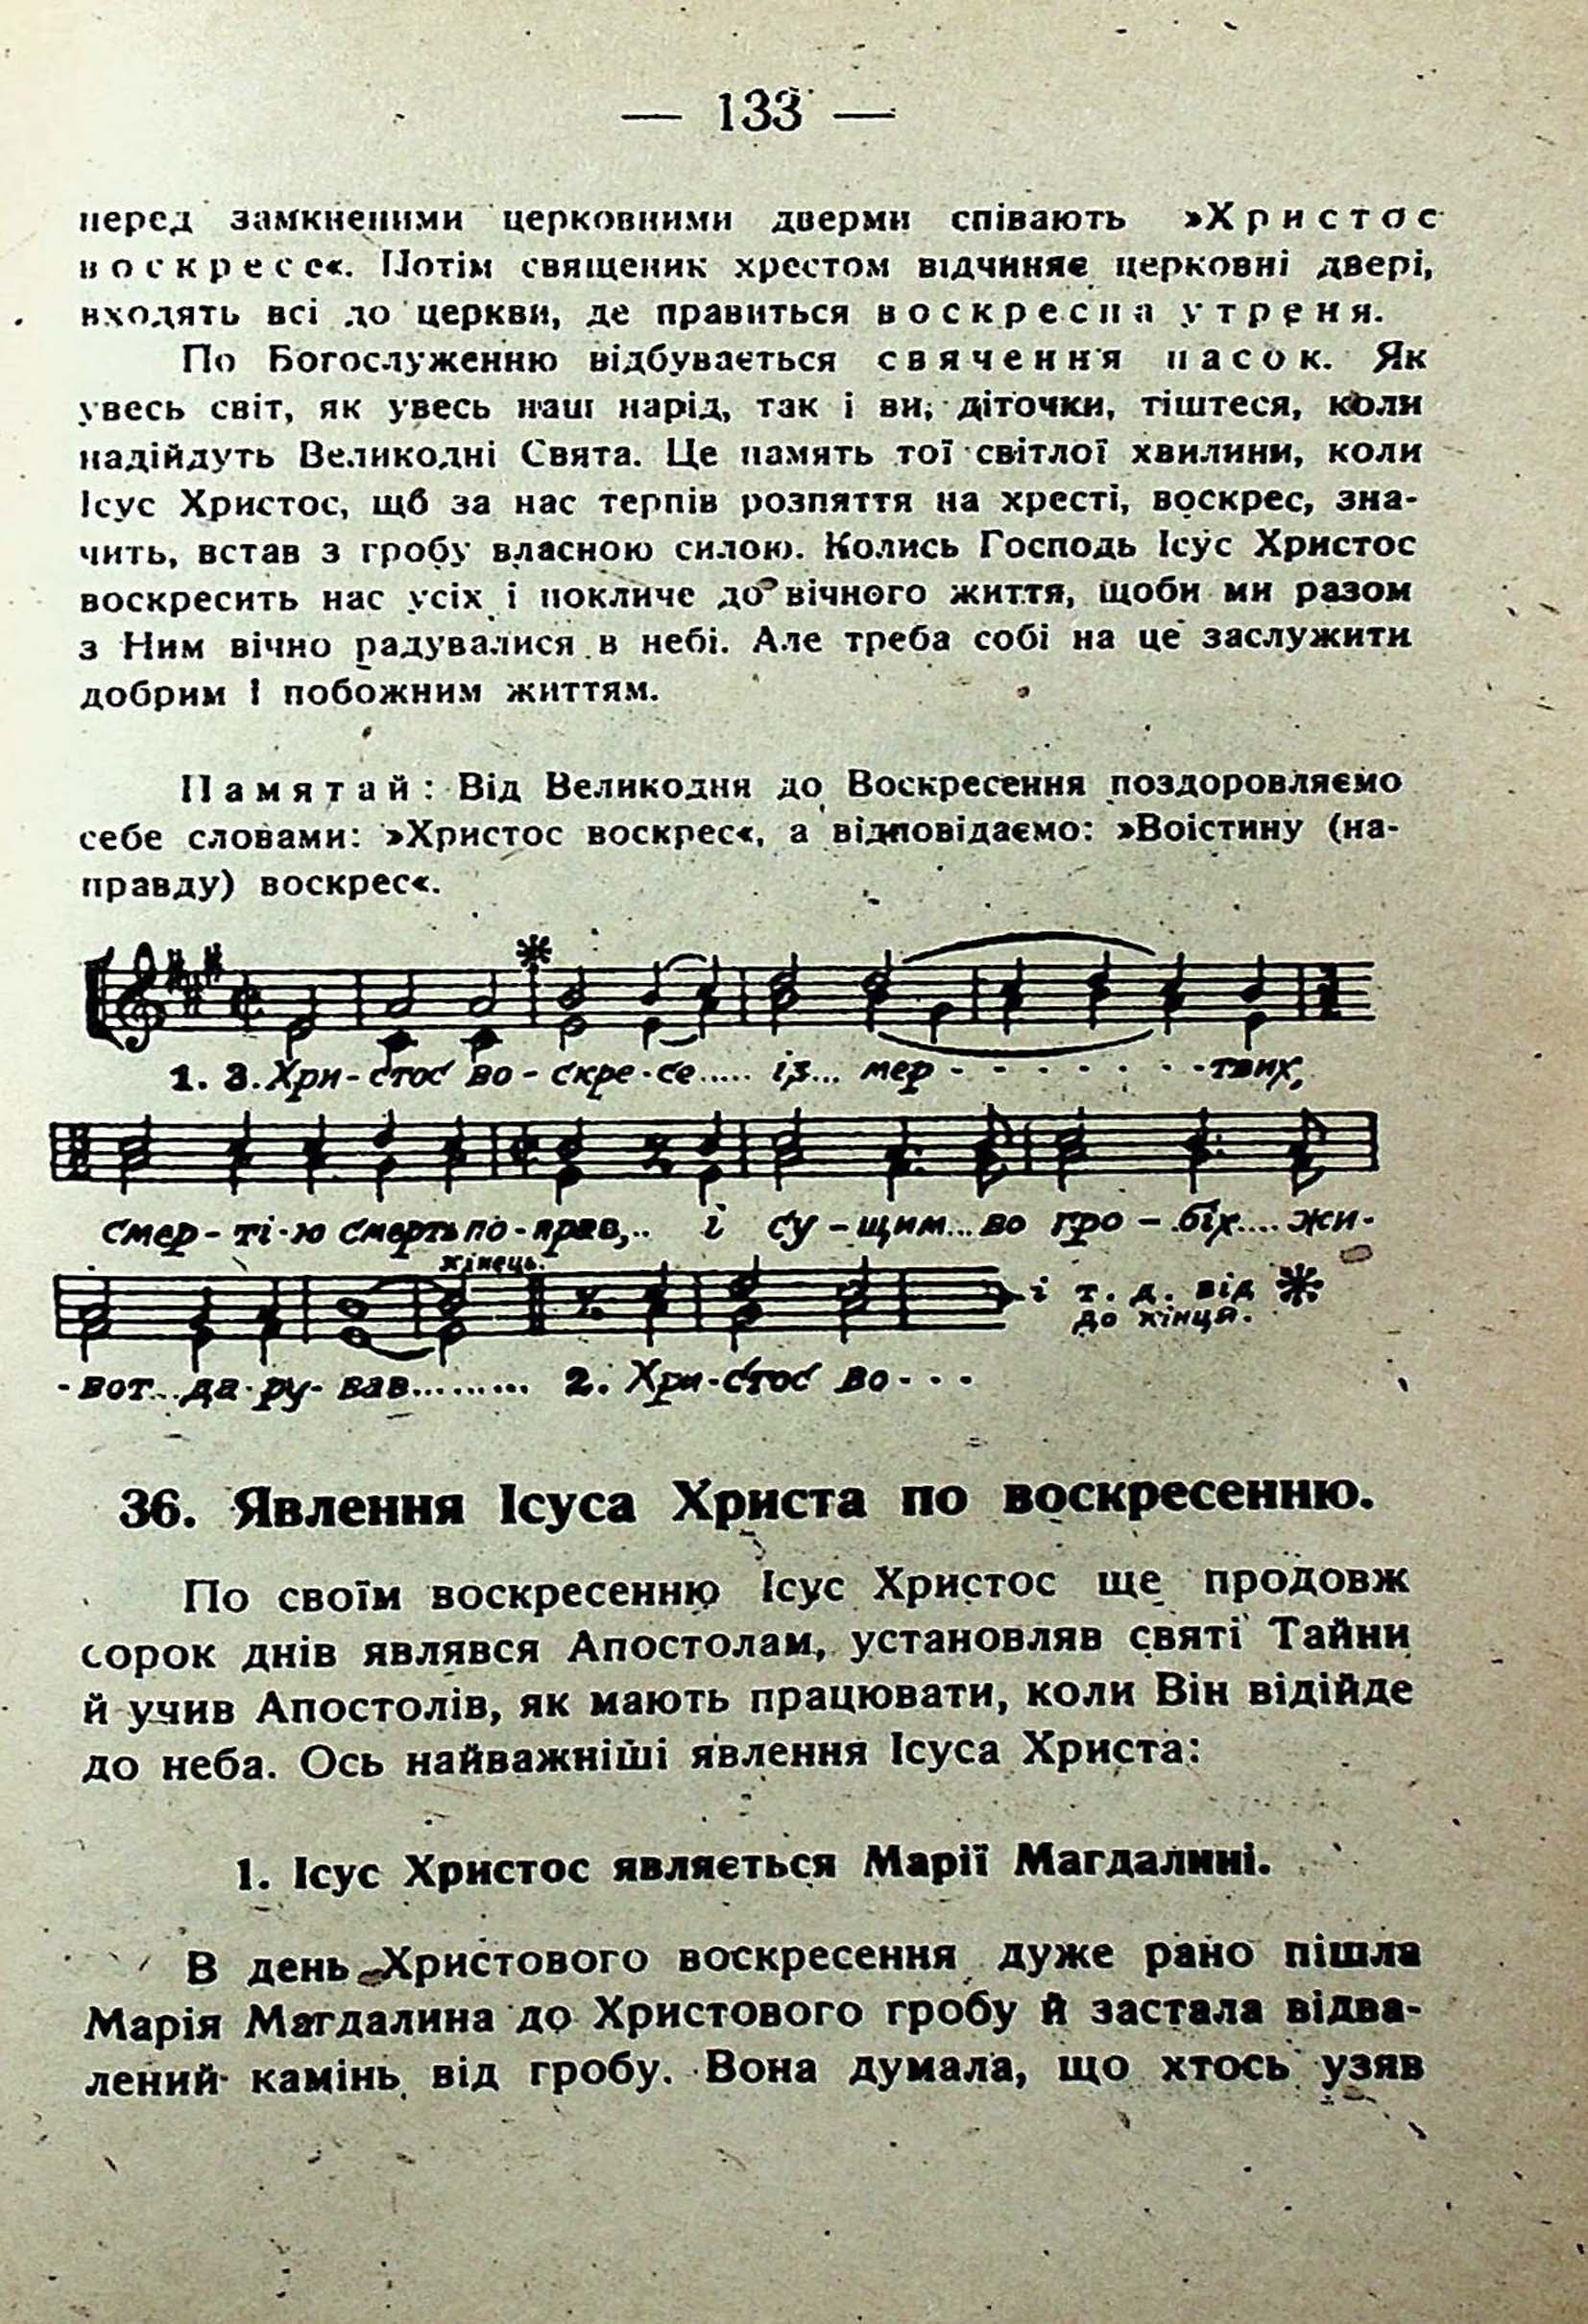 — 133 —
перед замкненими церковними дверми співають »Христос
воскресе«. Потім священик хрестом відчиняє церковні двері,
входять всі до церкви, де правиться воскресна утреня.
По Богослуженню відбувається свячення пасок. Як
увесь світ, як увесь наш нарід, так і ви, діточки, тіштеся, коли
надійдуть Великодні Свята. Це память тої світлої хвилини, коли
Ісус Христос, що за нас терпів розпяття на хресті, воскрес, зна-
чить, встав з гробу власною силою. Колись Господь Ісус Христос
воскресить нас усіх і покличе до вічного життя, щоби ми разом
з Ним вічно радувалися в небі. Але треба собі на це заслужити
добрим і побожним життям.
Памятай: Від Великодня до Воскресення поздоровляємо
себе словами: »Христос воскрес«, а відповідаємо: »Воістину (на-
правду) воскрес«.
1. 3. Хри-стос во-скре-се..... із... мер - - - - - - -твих,
смер-ті-ю смерть по-прав,.. і су-щим... во гро-біх.... жи-
кінець.
і т. д. від *
до кінця.
-вот...да-ру-вав......... 2. Хри-стос во- - -
36. Явлення Ісуса Христа по воскресенню.
По своїм воскресенню Ісус Христос ще продовж
сорок днів являвся Апостолам, установляв святі Тайни
й учив Апостолів, як мають працювати, коли Він відійде
до неба. Ось найважніші явлення Ісуса Христа:
1. Ісус Христос являється Марії Магдалині.
В день Христового воскресення дуже рано пішла
Марія Магдалина до Христового гробу й застала відва-
лений камінь від гробу. Вона думала, що хтось узяв